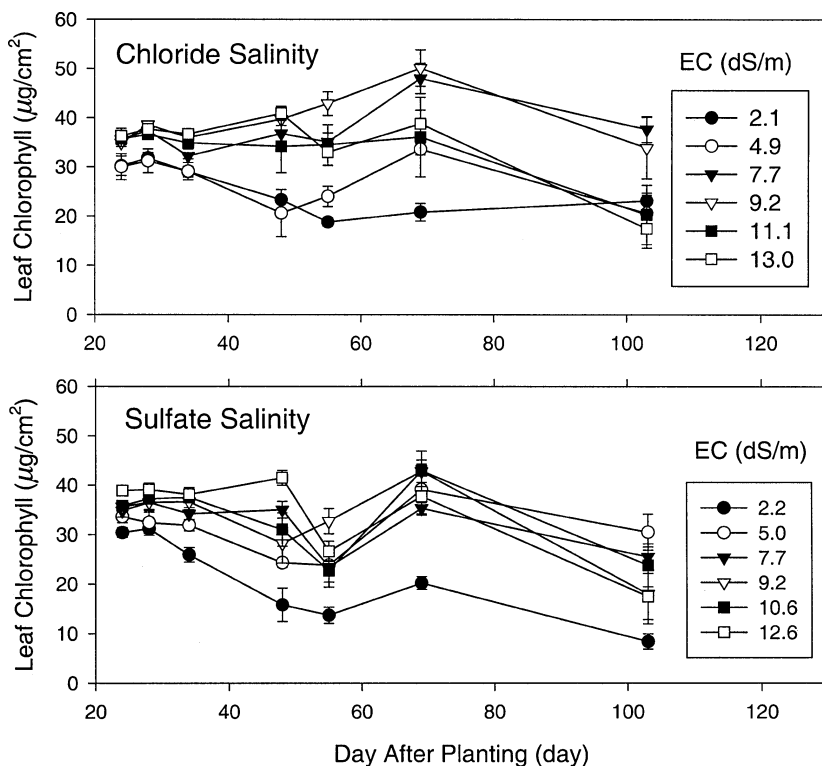 Chloride Salinity
EC (dS/m)
2.1
4.9
7.7
9.2
11.1
13.0
Leaf Chlorophyll (µg/cm²)
60
50
40
30
20
10
0
20 40 60 80 100 120
Sulfate Salinity
EC (dS/m)
2.2
5.0
7.7
9.2
10.6
12.6
Leaf Chlorophyll (µg/cm²)
60
50
40
30
20
10
0
20 40 60 80 100 120
Day After Planting (day)